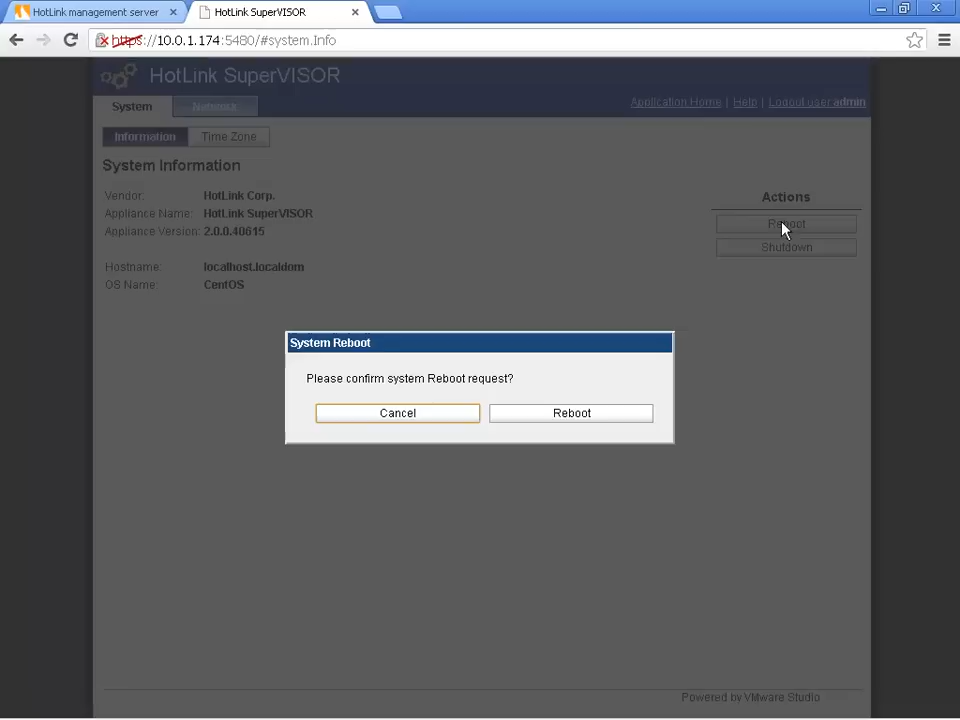 HotLink management server
HotLink SuperVISOR
https://10.0.1.174:5480/#system.Info
HotLink SuperVISOR
System
Network
Application Home | Help | Logout user admin
Information
Time Zone
System Information
Vendor: HotLink Corp.
Appliance Name: HotLink SuperVISOR
Appliance Version: 2.0.0.40615
Hostname: localhost.localdom
OS Name: CentOS
Actions
Reboot
Shutdown
System Reboot
Please confirm system Reboot request?
Cancel
Reboot
Powered by VMware Studio